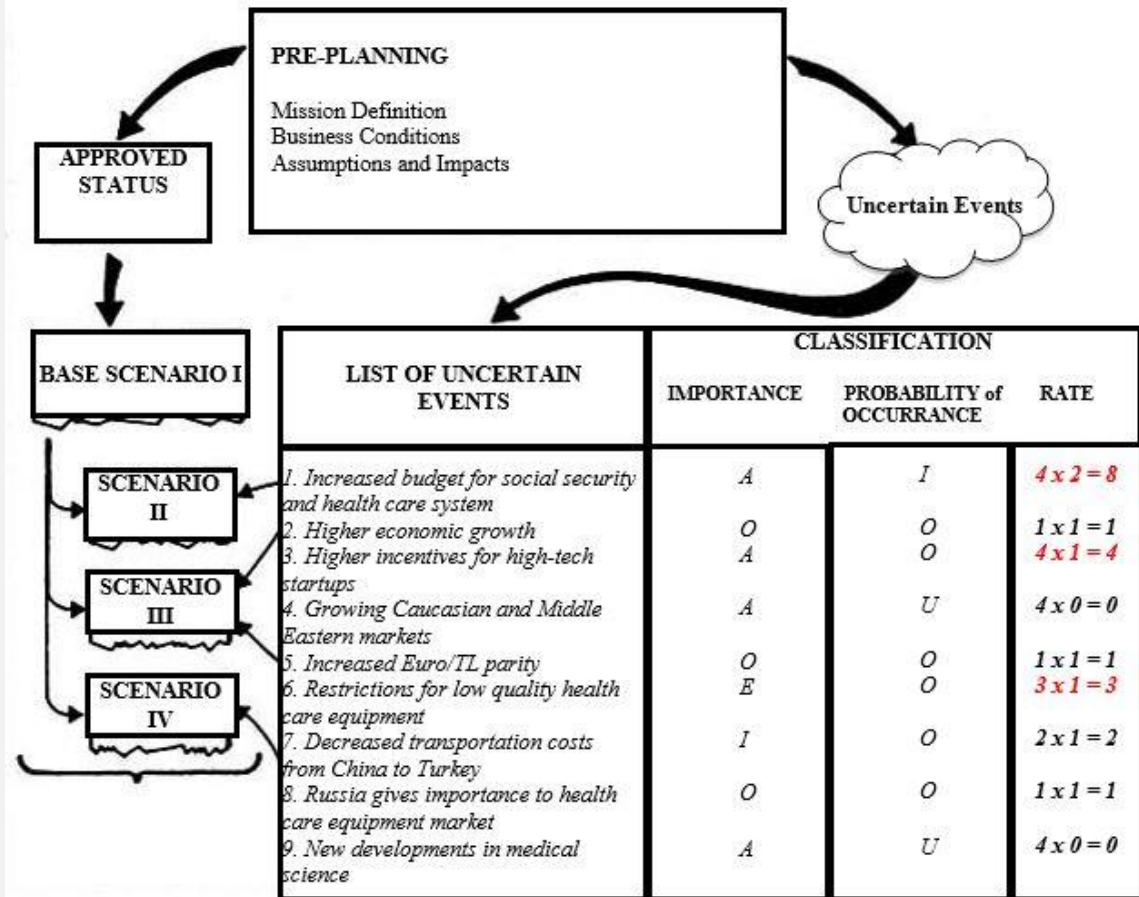 PRE-PLANNING
Mission Definition
Business Conditions
Assumptions and Impacts
APPROVED
STATUS
Uncertain Events
BASE SCENARIO I
SCENARIO
II
SCENARIO
III
SCENARIO
IV
LIST OF UNCERTAIN
EVENTS
CLASSIFICATION
IMPORTANCE
PROBABILITY of
OCCURRANCE
RATE
1. Increased budget for social security A I 4 x 2 = 8
and health care system
2. Higher economic growth O O 1 x 1 = 1
3. Higher incentives for high-tech A O 4 x 1 = 4
startups
4. Growing Caucasian and Middle A U 4 x 0 = 0
Eastern markets
5. Increased Euro/TL parity O O 1 x 1 = 1
6. Restrictions for low quality health E O 3 x 1 = 3
care equipment
7. Decreased transportation costs I O 2 x 1 = 2
from China to Turkey
8. Russia gives importance to health O O 1 x 1 = 1
care equipment market
9. New developments in medical A U 4 x 0 = 0
science